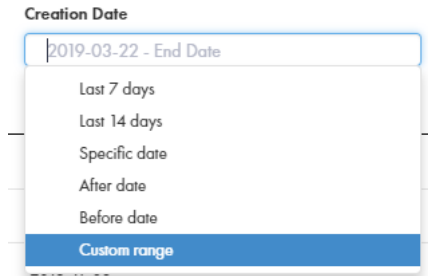 Creation Date
2019-03-22 - End Date
Last 7 days
Last 14 days
Specific date
After date
Before date
Custom range